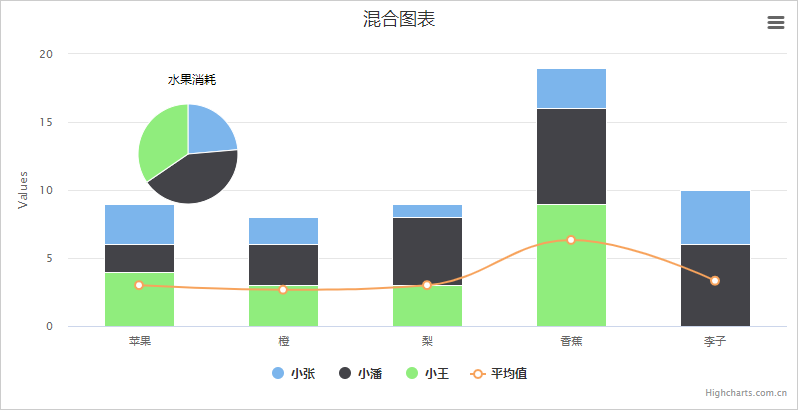 混合图表
水果消耗
Values
20
15
10
5
0
苹果 橙 梨 香蕉 李子
小张 小潘 小王 平均值
Highcharts.com.cn